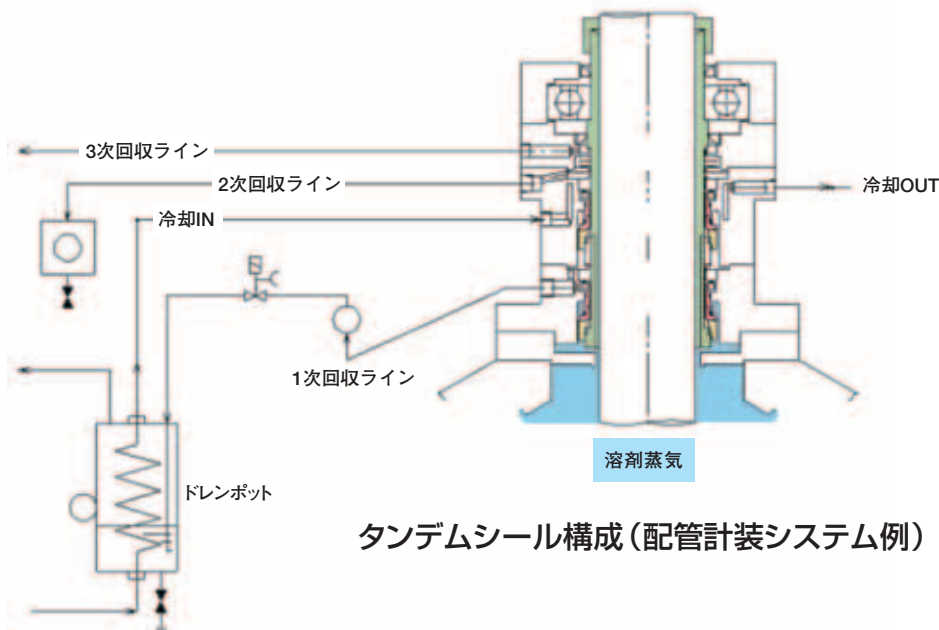 3次回収ライン
2次回収ライン
冷却IN
冷却OUT
1次回収ライン
溶剤蒸気
ドレンポット
タンデムシール構成（配管計装システム例）